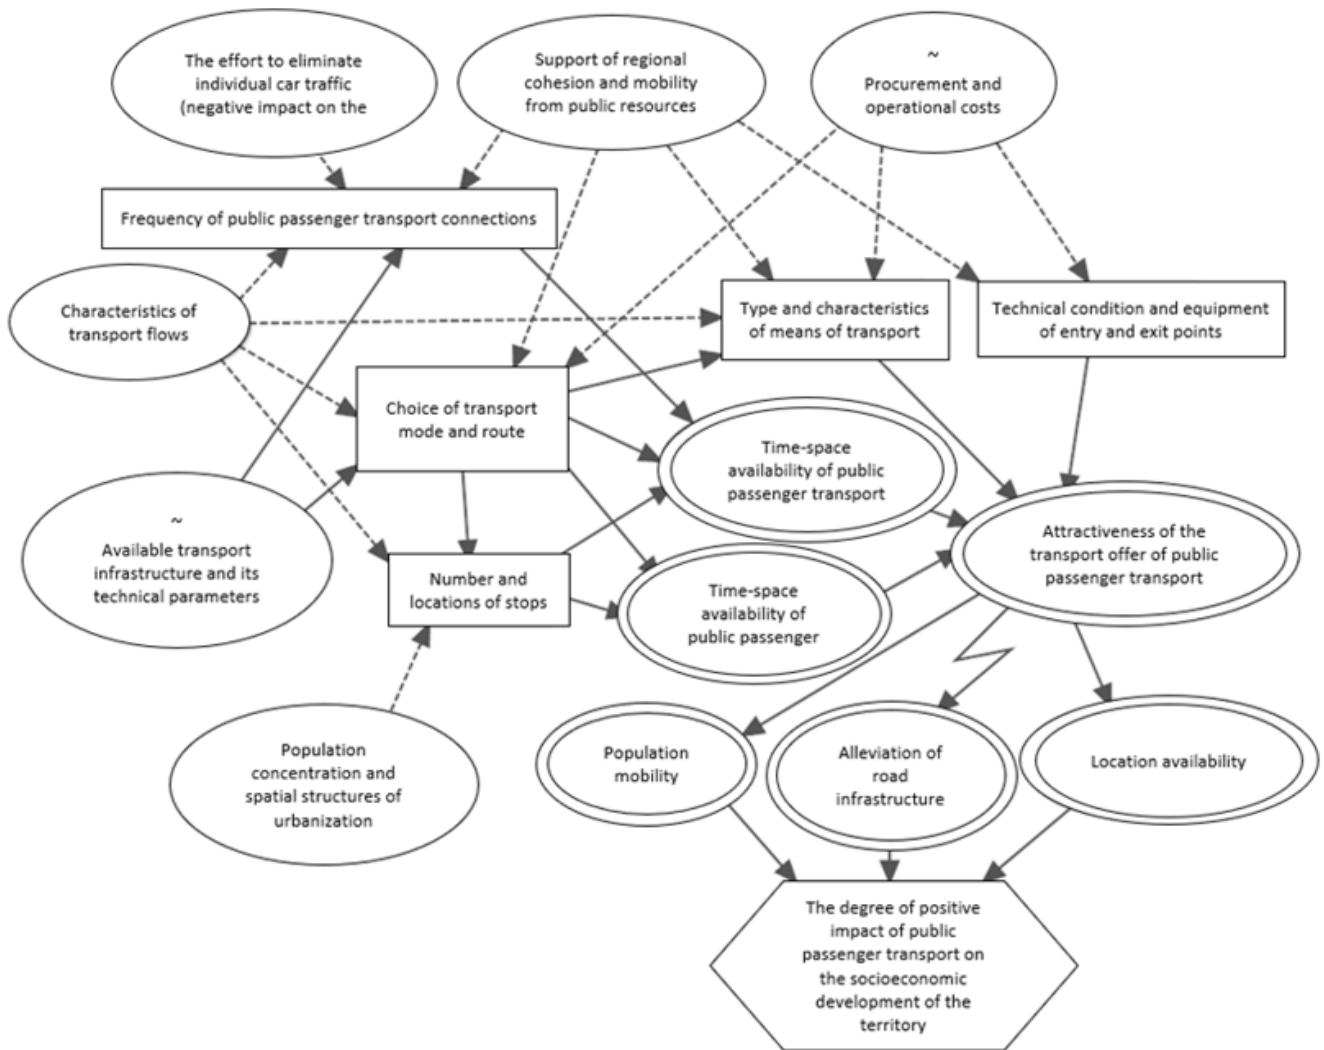 The effort to eliminate
individual car traffic
(negative impact on the
Support of regional
cohesion and mobility
from public resources
~
Procurement and
operational costs
Frequency of public passenger transport connections
Characteristics of
transport flows
Type and characteristics
of means of transport
Technical condition and equipment
of entry and exit points
Choice of transport
mode and route
Time-space
availability of public
passenger transport
~
Available transport
infrastructure and its
technical parameters
Attractiveness of the
transport offer of public
passenger transport
Number and
locations of stops
Time-space
availability of
public passenger
Population
concentration and
spatial structures of
urbanization
Population
mobility
Alleviation of
road
infrastructure
Location availability
The degree of positive
impact of public
passenger transport on
the socioeconomic
development of the
territory